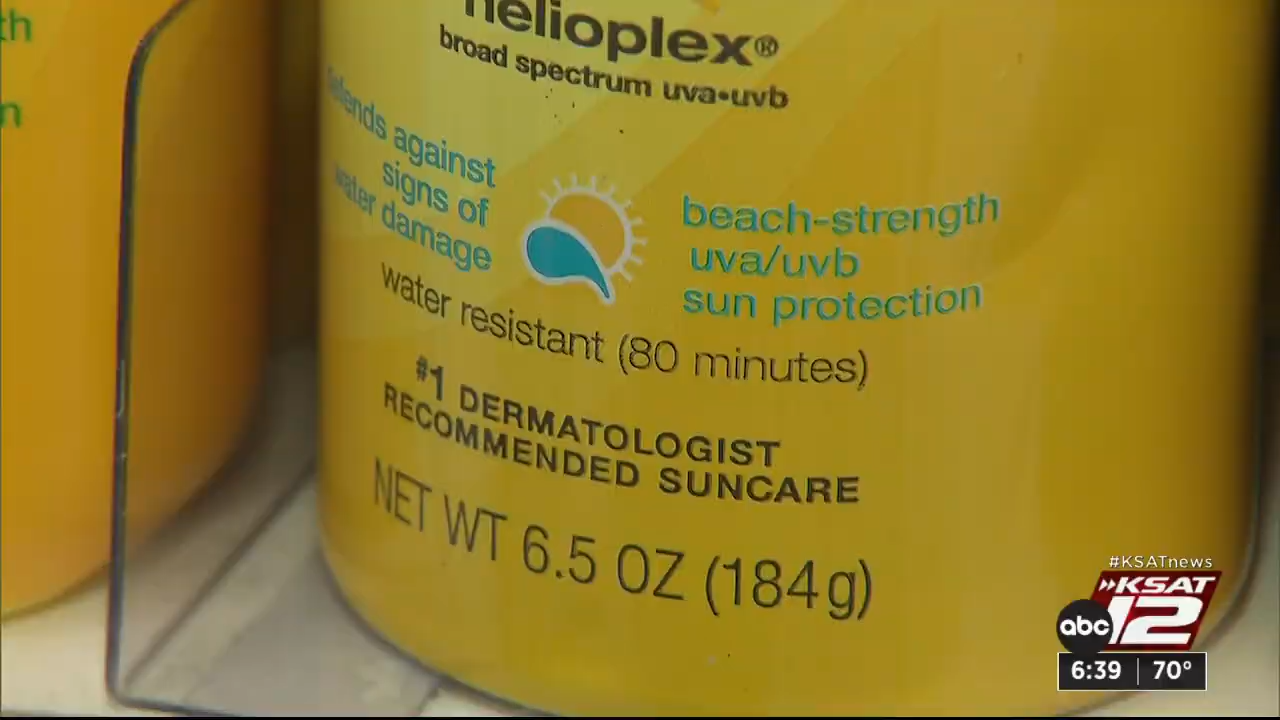 th
n
helioplex®
broad spectrum uva•uvb
defends against
signs of
water damage
beach-strength
uva/uvb
sun protection
water resistant (80 minutes)
#1 DERMATOLOGIST
RECOMMENDED SUNCARE
NET WT 6.5 OZ (184g)
#KSATnews
KSAT
abc 12
6:39 70°